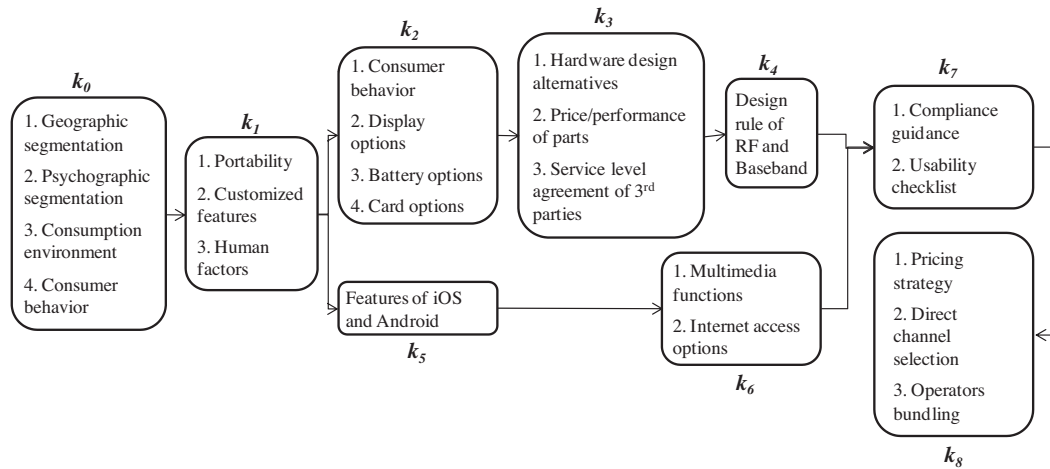 k0
1. Geographic
segmentation
2. Psychographic
segmentation
3. Consumption
environment
4. Consumer
behavior
k1
1. Portability
2. Customized
features
3. Human
factors
k2
1. Consumer
behavior
2. Display
options
3. Battery options
4. Card options
k3
1. Hardware design
alternatives
2. Price/performance
of parts
3. Service level
agreement of 3rd
parties
k4
Design
rule of
RF and
Baseband
Features of iOS
and Android
k5
1. Multimedia
functions
2. Internet access
options
k6
k7
1. Compliance
guidance
2. Usability
checklist
1. Pricing
strategy
2. Direct
channel
selection
3. Operators
bundling
k8